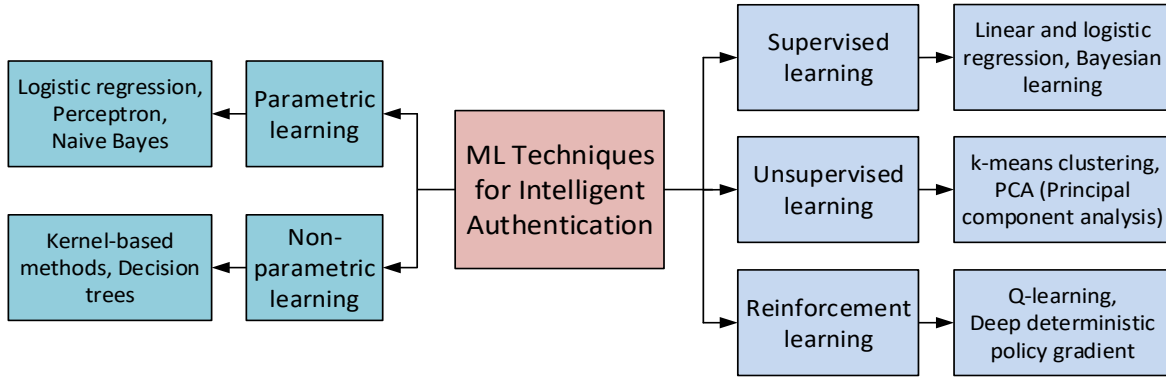 Logistic regression,
Perceptron,
Naive Bayes
Parametric
learning
Kernel-based
methods, Decision
trees
Non-
parametric
learning
ML Techniques
for Intelligent
Authentication
Supervised
learning
Linear and logistic
regression, Bayesian
learning
Unsupervised
learning
k-means clustering,
PCA (Principal
component analysis)
Reinforcement
learning
Q-learning,
Deep deterministic
policy gradient